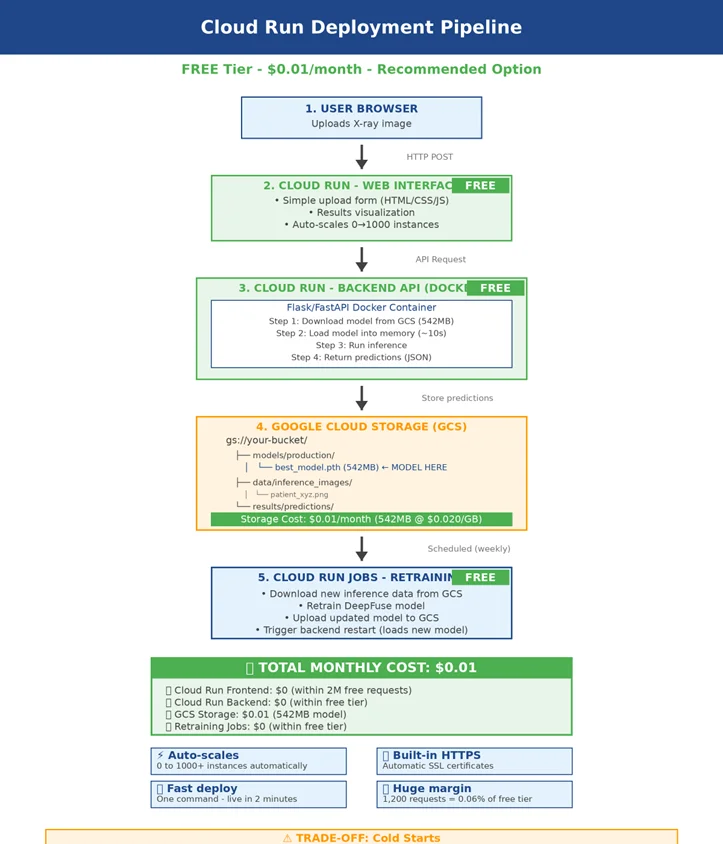 Cloud Run Deployment Pipeline
FREE Tier - $0.01/month - Recommended Option
1. USER BROWSER
Uploads X-ray image
HTTP POST
2. CLOUD RUN - WEB INTERFAC
FREE
• Simple upload form (HTML/CSS/JS)
• Results visualization
• Auto-scales 0→1000 instances
API Request
3. CLOUD RUN - BACKEND API (DOCKE
FREE
Flask/FastAPI Docker Container
Step 1: Download model from GCS (542MB)
Step 2: Load model into memory (~10s)
Step 3: Run inference
Step 4: Return predictions (JSON)
Store predictions
4. GOOGLE CLOUD STORAGE (GCS)
gs://your-bucket/
├── models/production/
│ └── best_model.pth (542MB) ← MODEL HERE
├── data/inference_images/
│ └── patient_xyz.png
└── results/predictions/
Storage Cost: $0.01/month (542MB @ $0.020/GB)
Scheduled (weekly)
5. CLOUD RUN JOBS - RETRAININ
FREE
• Download new inference data from GCS
• Retrain DeepFuse model
• Upload updated model to GCS
• Trigger backend restart (loads new model)
TOTAL MONTHLY COST: $0.01
Cloud Run Frontend: $0 (within 2M free requests)
Cloud Run Backend: $0 (within free tier)
GCS Storage: $0.01 (542MB model)
Retraining Jobs: $0 (within free tier)
⚡ Auto-scales
0 to 1000+ instances automatically
Built-in HTTPS
Automatic SSL certificates
Fast deploy
One command - live in 2 minutes
Huge margin
1,200 requests = 0.06% of free tier
⚠ TRADE-OFF: Cold Starts